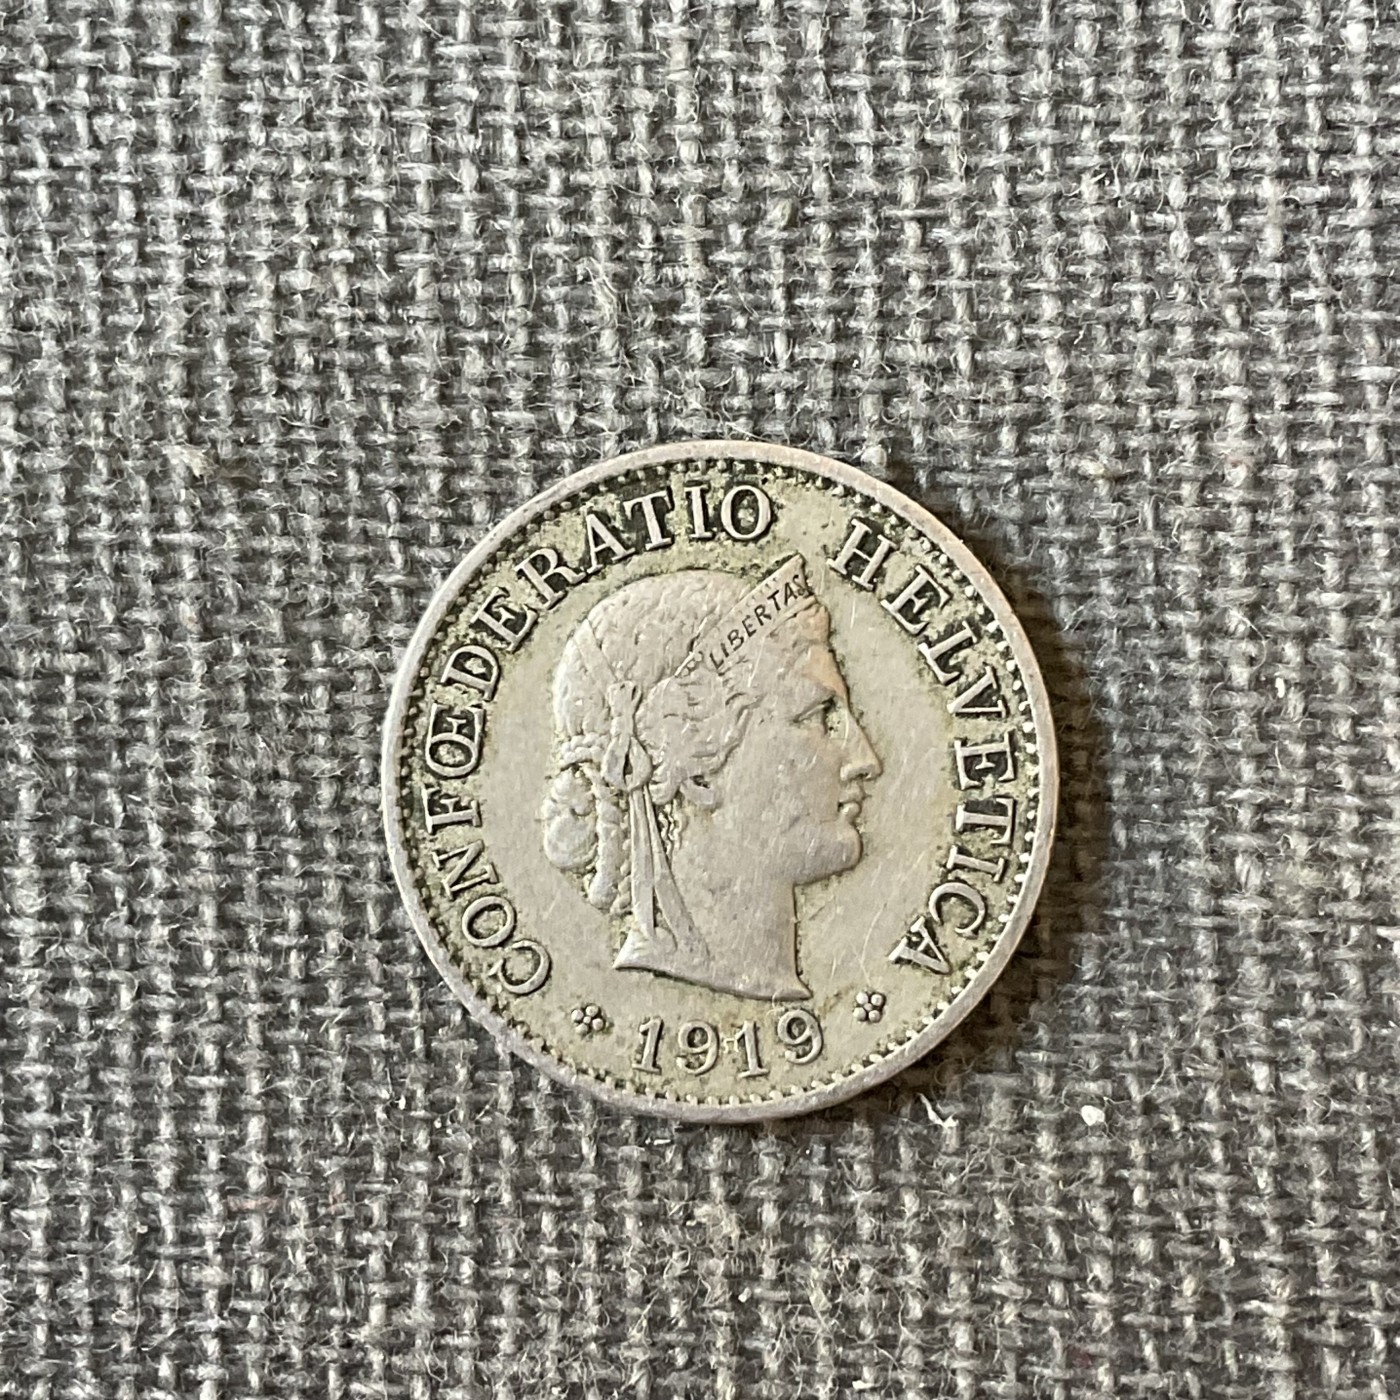 CONFŒDERATIO HELVETICA
LIBERTAS
1919